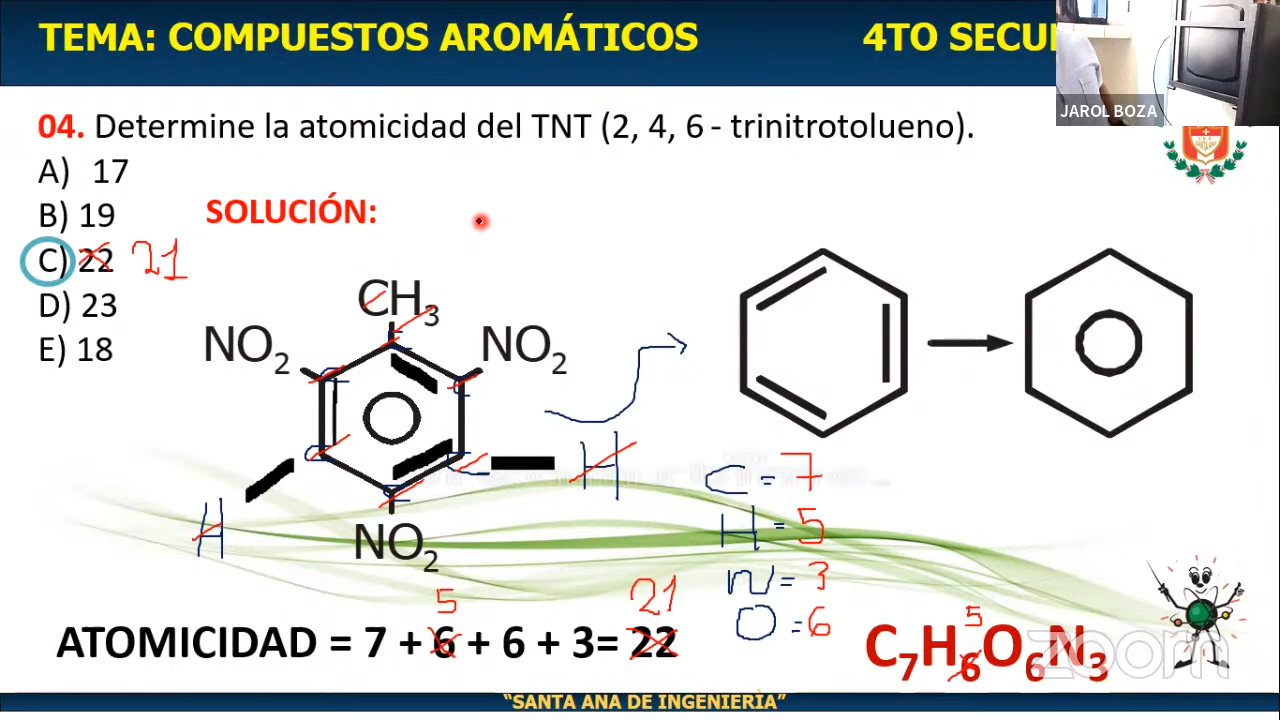 TEMA: COMPUESTOS AROMÁTICOS
4TO SECU
JAROL BOZA
04. Determine la atomicidad del TNT (2, 4, 6 - trinitrotolueno).
A) 17
B) 19
SOLUCIÓN:
C) 22 21
D) 23
E) 18
CH3
NO2
NO2
C
C
C
C
C
C
H
H
NO2
C = 7
H = 5
N = 3
O = 6
5
21
ATOMICIDAD = 7 + 6 + 6 + 3= 22
5
C7H6O6N3
zoom
“SANTA ANA DE INGENIERÌA”